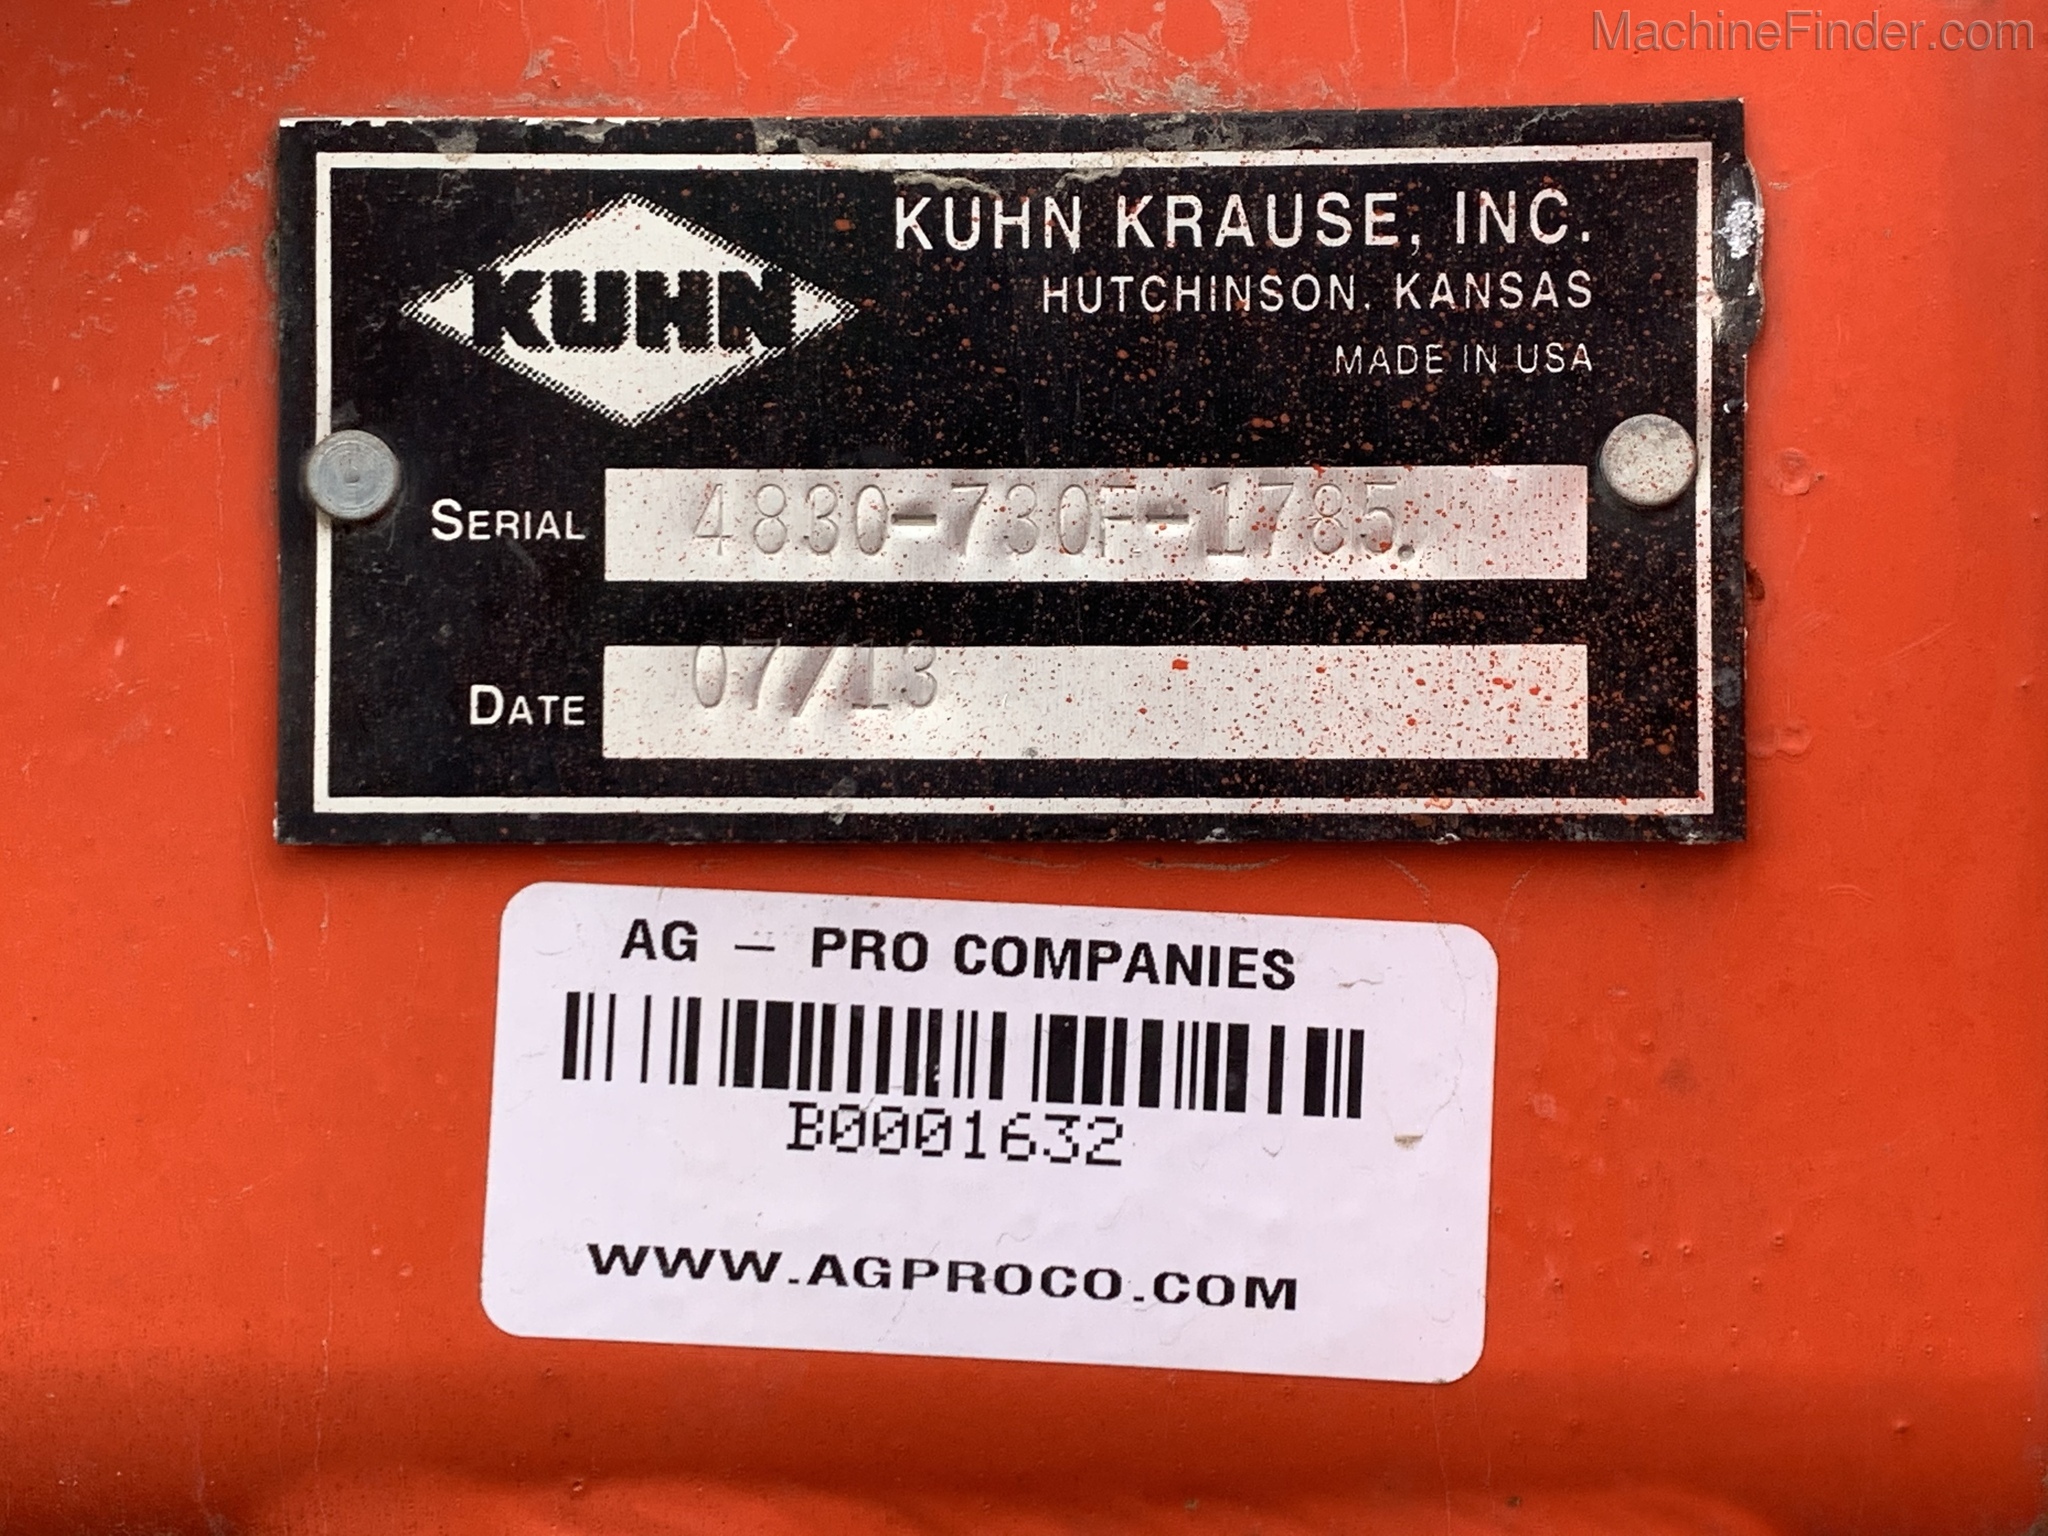 MachineFinder.com
KUHN
KUHN KRAUSE, INC.
HUTCHINSON, KANSAS
MADE IN USA
SERIAL 4830-730F-1785.
DATE 07/13
AG - PRO COMPANIES
B0001632
WWW.AGPROCO.COM